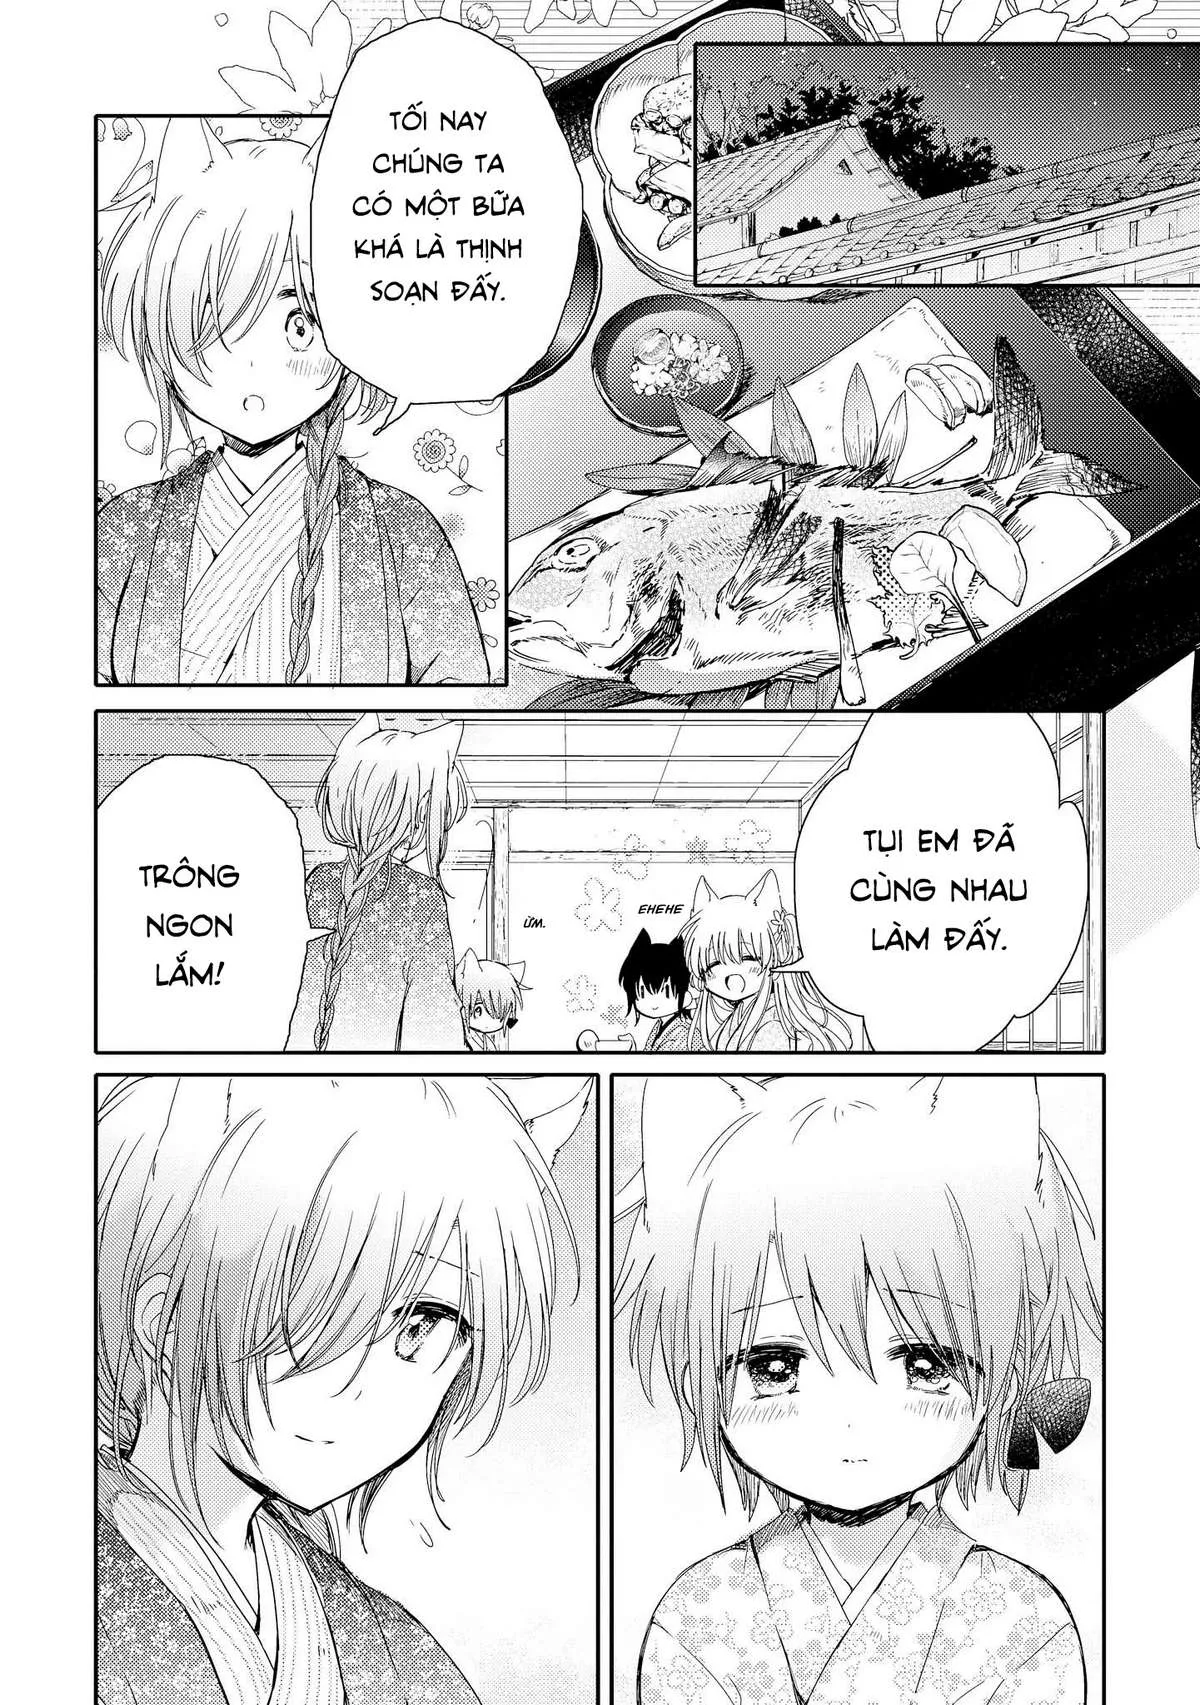 TỐI NAY
CHÚNG TA
CÓ MỘT BỮA
KHÁ LÀ THỊNH
SOẠN ĐẤY.
TỤI EM ĐÃ
CÙNG NHAU
LÀM ĐẤY.
EHEHE
ỪM.
TRÔNG
NGON
LẮM!